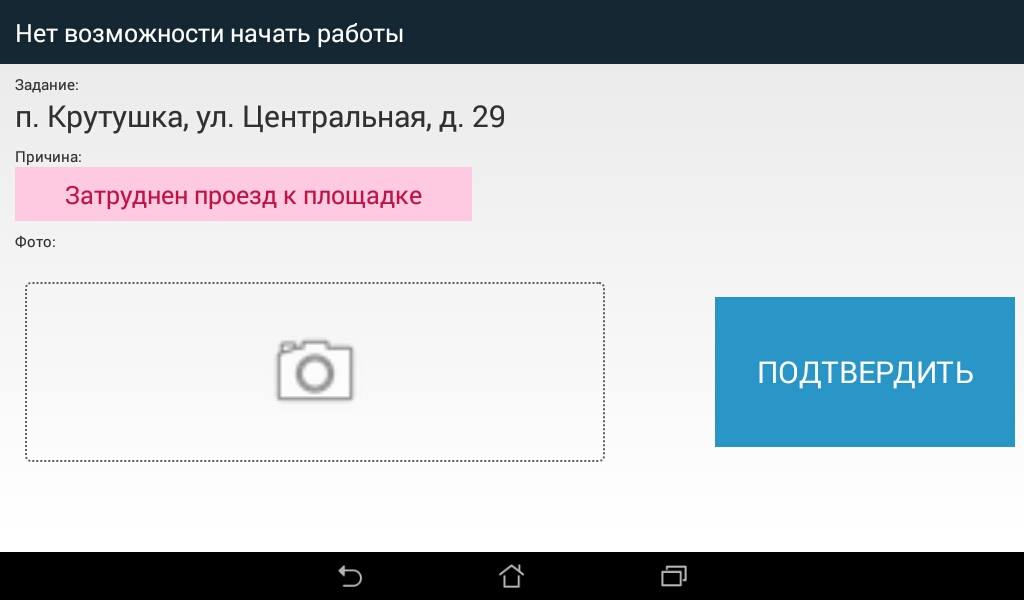 Нет возможности начать работы
Задание:
п. Крутушка, ул. Центральная, д. 29
Причина:
Затруднен проезд к площадке
Фото:
ПОДТВЕРДИТЬ